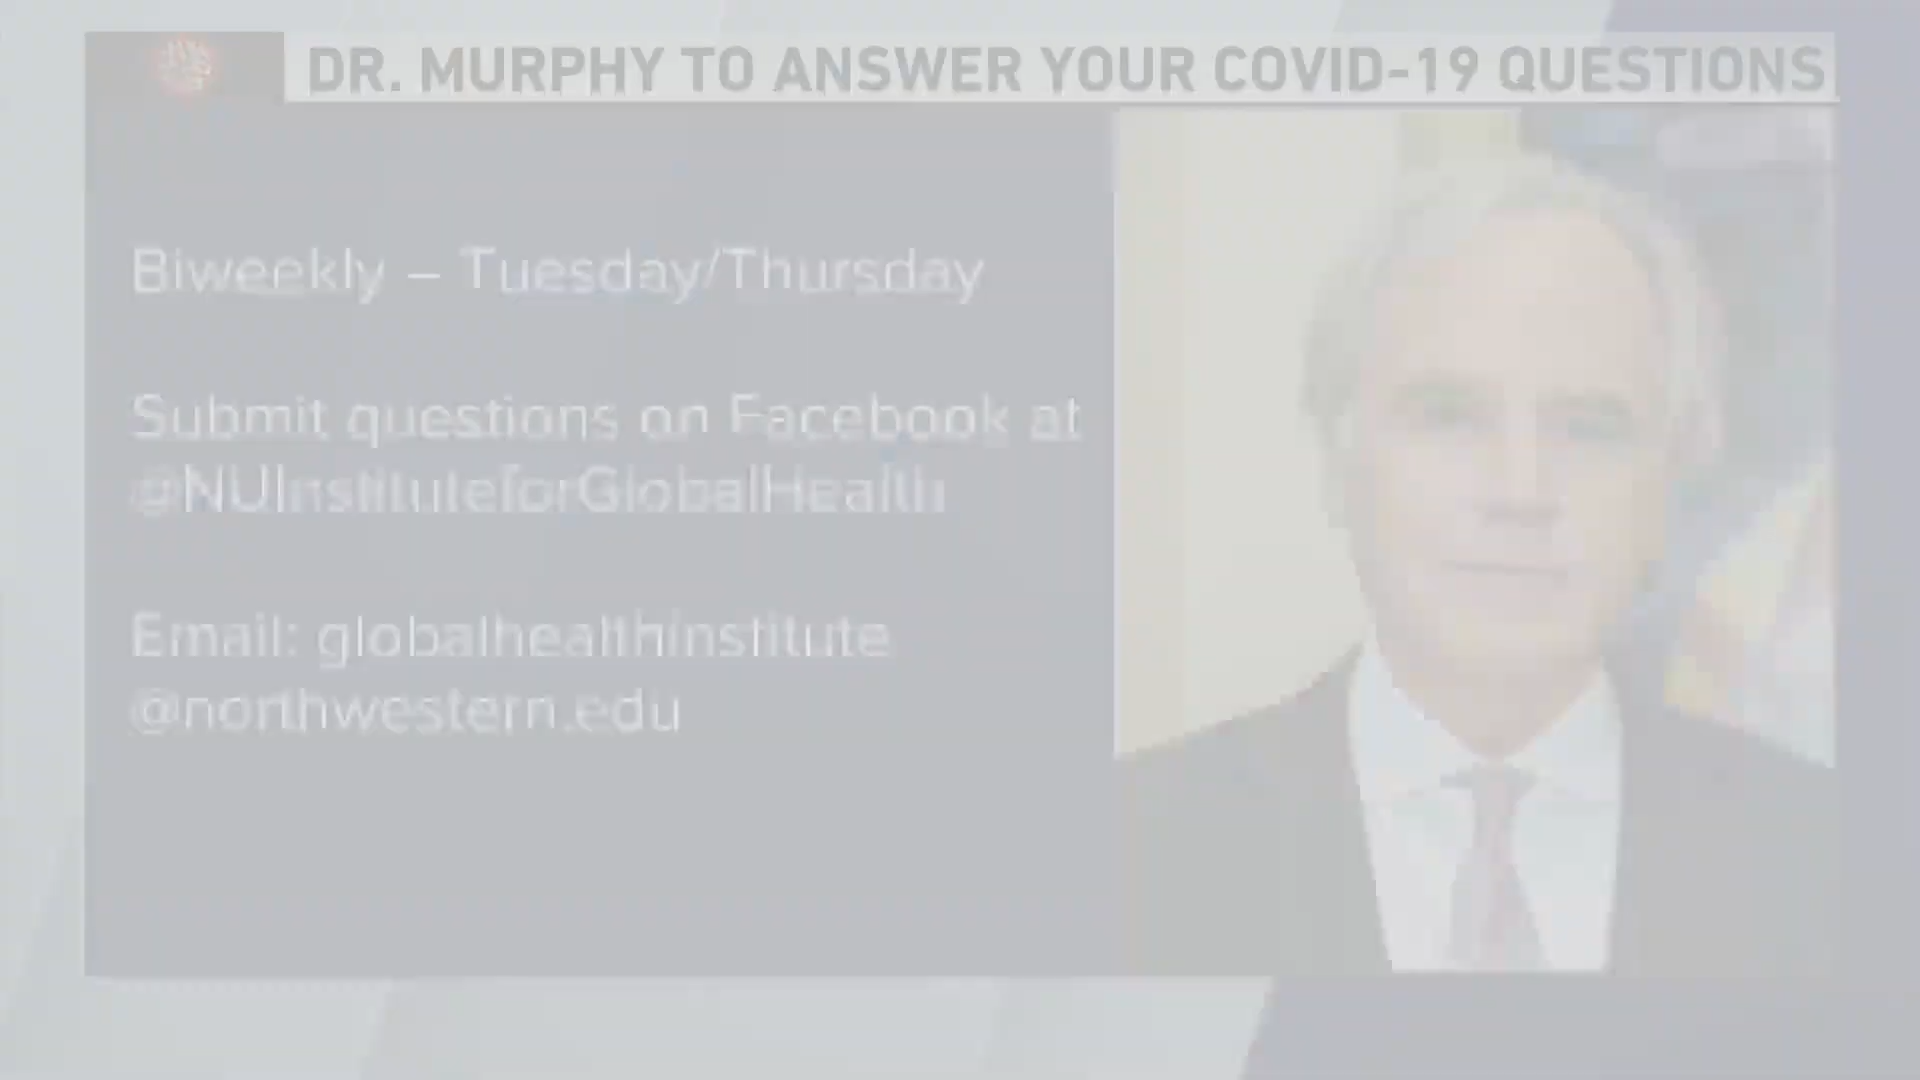 DR. MURPHY TO ANSWER YOUR COVID-19 QUESTIONS
Biweekly – Tuesday/Thursday
Submit questions on Facebook at
@NUInstituteforGlobalHealth
Email: globalhealthinstitute
@northwestern.edu